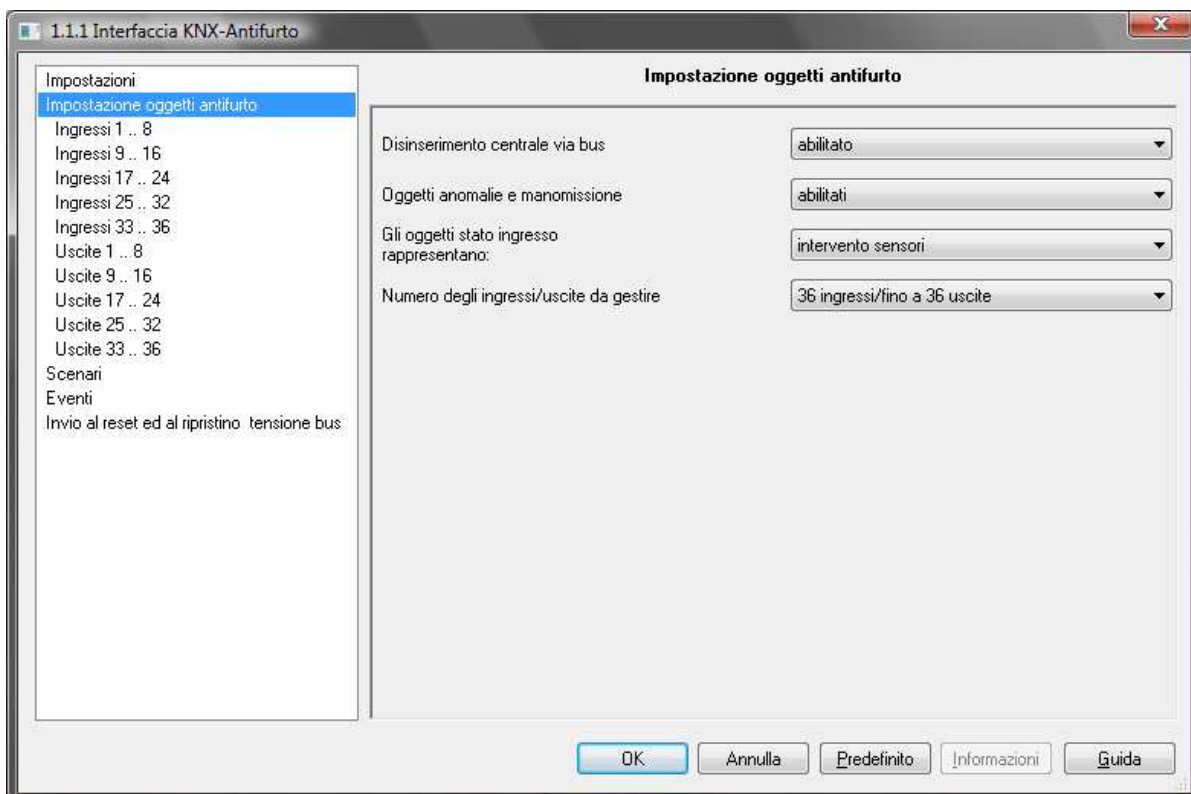 1.1.1 Interfaccia KNX-Antifurto
X
Impostazioni
Impostazione oggetti antifurto
Ingressi 1 .. 8
Ingressi 9 .. 16
Ingressi 17 .. 24
Ingressi 25 .. 32
Ingressi 33 .. 36
Uscite 1 .. 8
Uscite 9 .. 16
Uscite 17 .. 24
Uscite 25 .. 32
Uscite 33 .. 36
Scenari
Eventi
Invio al reset ed al ripristino tensione bus
Impostazione oggetti antifurto
Disinserimento centrale via bus
abilitato
Oggetti anomalie e manomissione
abilitati
Gli oggetti stato ingresso
rappresentano:
intervento sensori
Numero degli ingressi/uscite da gestire
36 ingressi/fino a 36 uscite
OK
Annulla
Predefinito
Informazioni
Guida